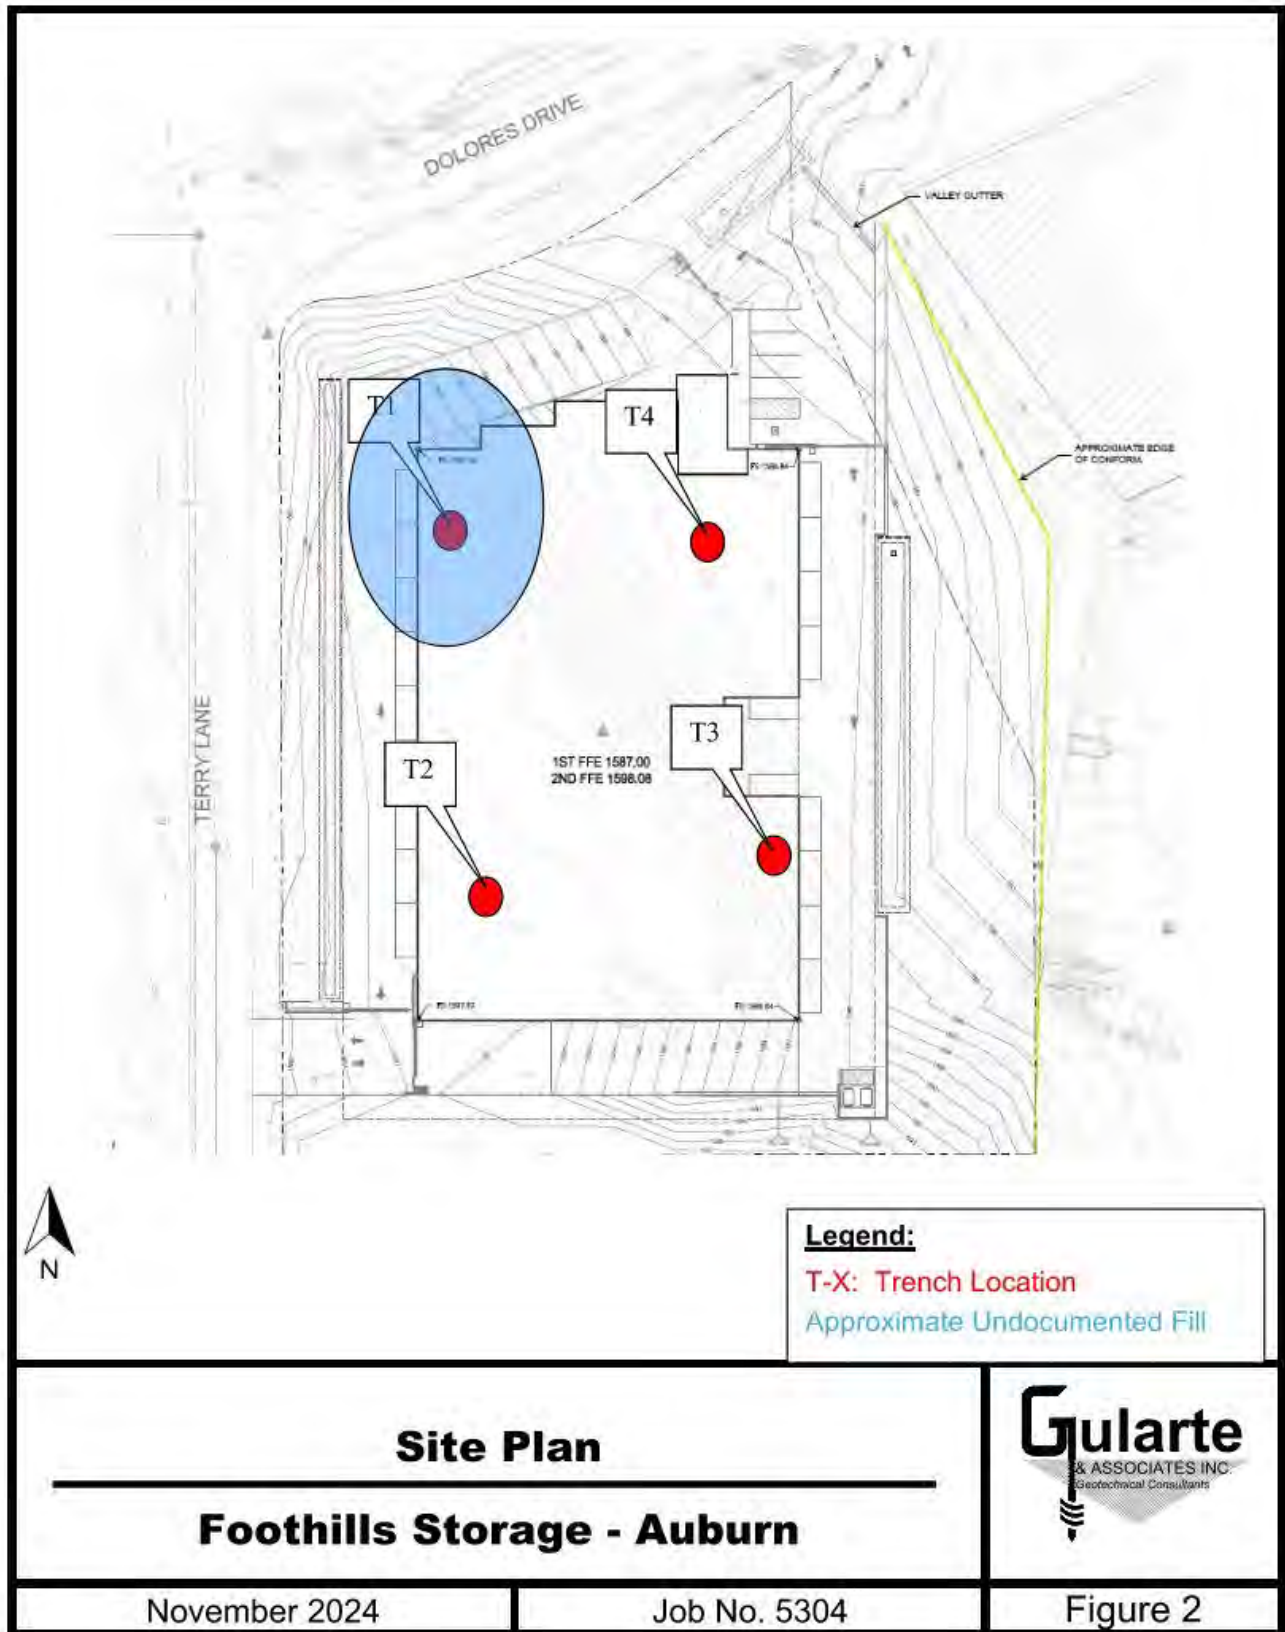 DOLORES DRIVE
VALLEY GUTTER
APPROXIMATE EDGE
OF CONFORM.
T1
T4
T3
T2
1ST FFE 1587.00
2ND FFE 1598.08
TERRY LANE
N
Legend:
T-X: Trench Location
Approximate Undocumented Fill
Site Plan
Foothills Storage - Auburn
Gularte
& ASSOCIATES INC.
Geotechnical Consultants
November 2024
Job No. 5304
Figure 2